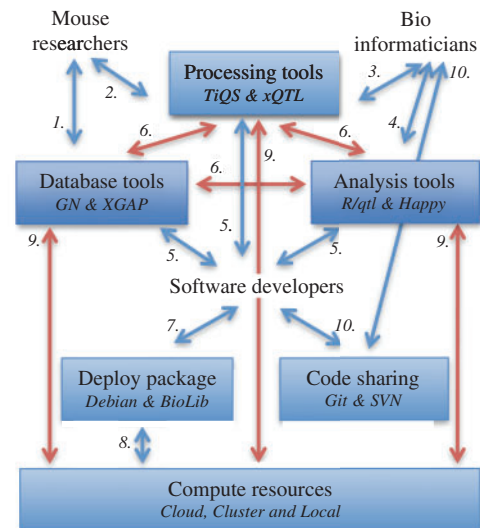 Mouse
researchers
Bio
informaticians
Processing tools
TiQS & xQTL
1.
2.
3.
4.
10.
6.
9.
6.
6.
Database tools
GN & XGAP
Analysis tools
R/qtl & Happy
9.
5.
5.
5.
9.
Software developers
7.
10.
Deploy package
Debian & BioLib
Code sharing
Git & SVN
8.
Compute resources
Cloud, Cluster and Local